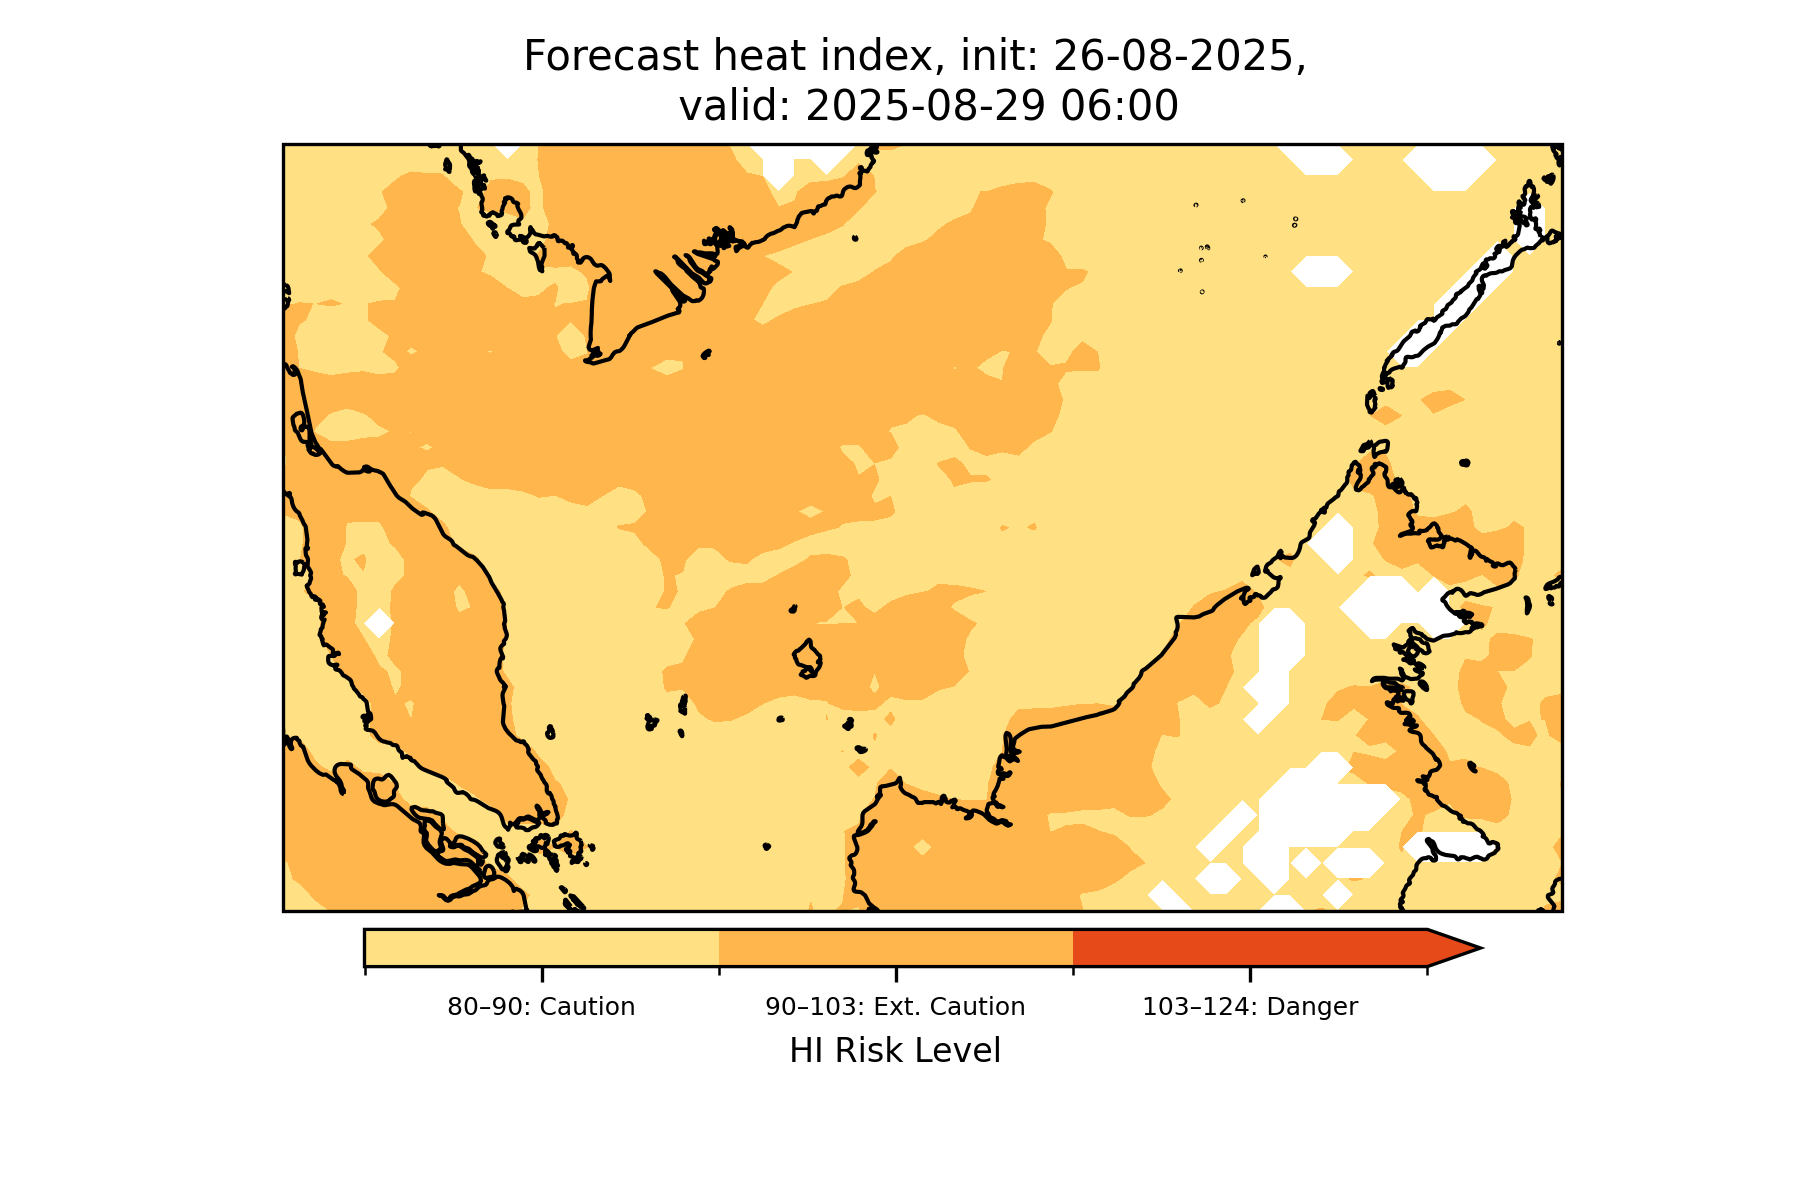 Forecast heat index, init: 26-08-2025,
valid: 2025-08-29 06:00
80–90: Caution
90–103: Ext. Caution
103–124: Danger
HI Risk Level